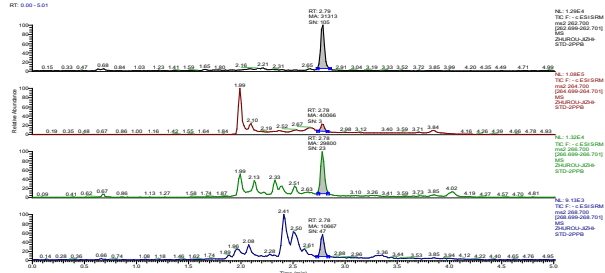 RT: 0.00 - 5.01
RT: 2.79
MA: 31313
SN: 105
NL: 1.29E4
TIC F: - c ESI SRM
ms2 262.700
[262.699-262.701]
MS
ZHUROU-JIZHI-
STD-2PPB
0.15 0.33 0.47 0.68 0.84 1.03 1.23 1.41 1.59 1.65 1.80 2.16 2.21 2.31 2.65 2.91 3.04 3.19 3.33 3.52 3.70 3.85 3.99 4.20 4.35 4.49 4.71 4.99
NL: 1.08E5
TIC F: - c ESI SRM
ms2 264.700
[264.699-264.701]
MS
ZHUROU-JIZHI-
STD-2PPB
1.99
RT: 2.78
MA: 40066
SN: 3
2.10
0.19 0.35 0.48 0.67 0.86 1.00 1.16 1.42 1.55 1.64 1.84 2.19 2.52 2.67 2.98 3.12 3.40 3.59 3.71 3.84 4.16 4.26 4.39 4.66 4.78 4.93
Relative Abundance
NL: 1.32E4
TIC F: - c ESI SRM
ms2 266.700
[266.699-266.701]
MS
ZHUROU-JIZHI-
STD-2PPB
RT: 2.78
MA: 29800
SN: 23
1.99 2.13 2.33 2.51 2.63
0.09 0.41 0.62 0.67 0.86 1.13 1.27 1.58 1.74 1.87 3.10 3.26 3.41 3.59 3.73 3.85 4.02 4.19 4.27 4.57 4.70 4.81
NL: 9.13E3
TIC F: - c ESI SRM
ms2 268.700
[268.699-268.701]
MS
ZHUROU-JIZHI-
STD-2PPB
2.41
RT: 2.78
MA: 10667
SN: 47
2.50
2.08
0.14 0.28 0.36 0.66 0.74 1.08 1.18 1.46 1.62 1.74 2.28 2.61 2.88 2.96 3.36 3.44 3.53 3.85 3.94 4.12 4.22 4.40 4.65 4.76 4.95
0.0 0.5 1.0 1.5 2.0 2.5 3.0 3.5 4.0 4.5 5.0